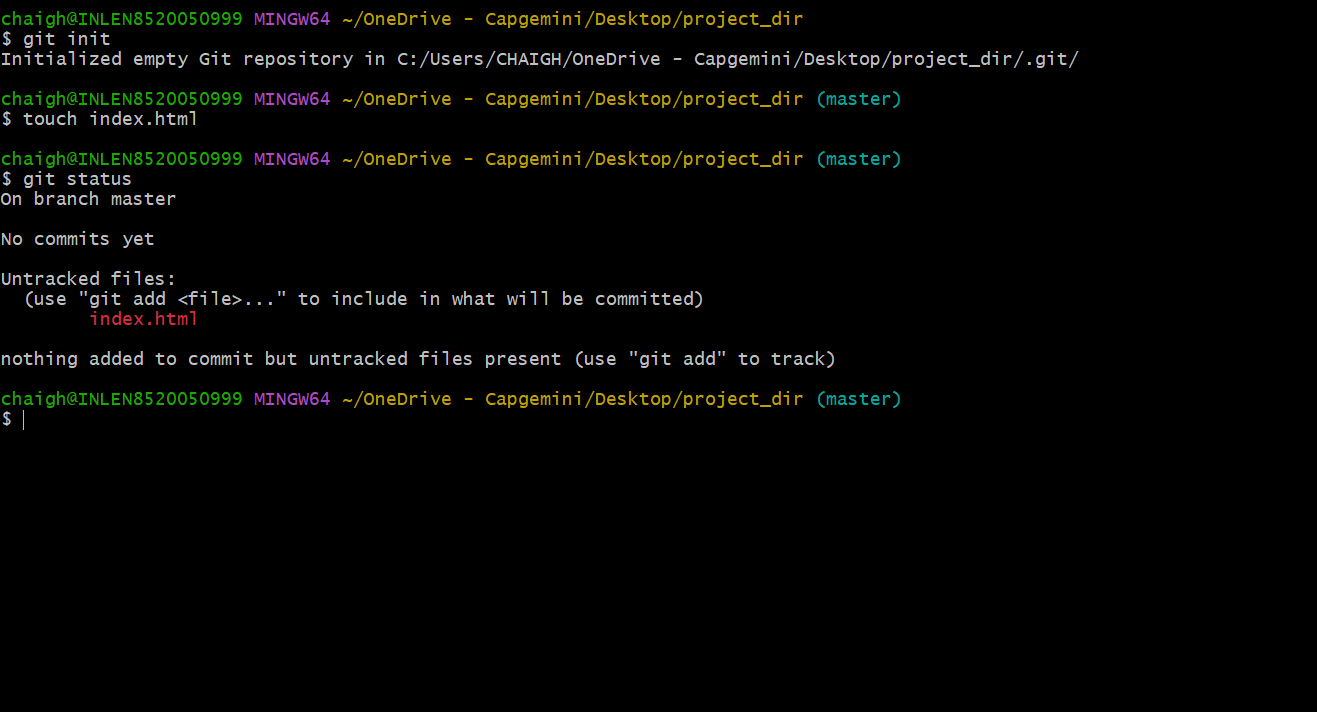 chaigh@INLEN8520050999 MINGW64 ~/OneDrive - Capgemini/Desktop/project_dir
$ git init
Initialized empty Git repository in C:/Users/CHAIGH/OneDrive - Capgemini/Desktop/project_dir/.git/
chaigh@INLEN8520050999 MINGW64 ~/OneDrive - Capgemini/Desktop/project_dir (master)
$ touch index.html
chaigh@INLEN8520050999 MINGW64 ~/OneDrive - Capgemini/Desktop/project_dir (master)
$ git status
On branch master
No commits yet
Untracked files:
  (use "git add <file>..." to include in what will be committed)
        index.html
nothing added to commit but untracked files present (use "git add" to track)
chaigh@INLEN8520050999 MINGW64 ~/OneDrive - Capgemini/Desktop/project_dir (master)
$